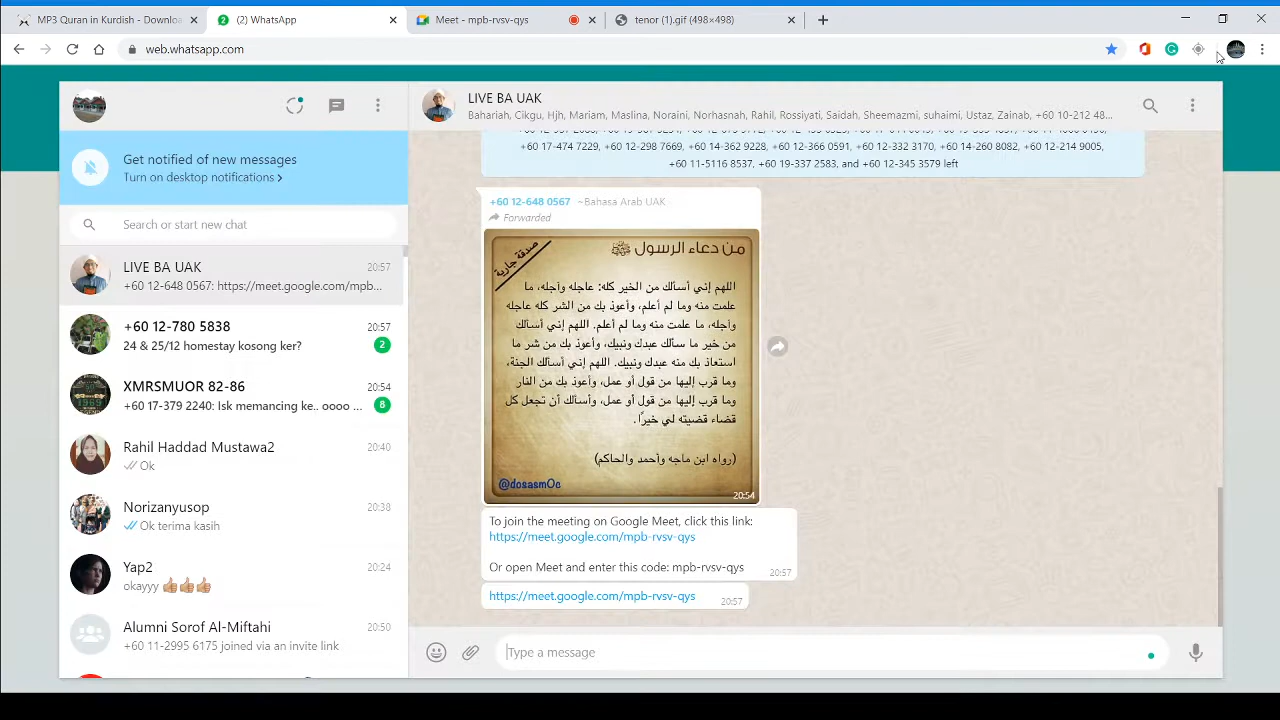 MP3 Quran in Kurdish - Downloa
(2) WhatsApp
Meet - mpb-rvsv-qys
tenor (1).gif (498×498)
web.whatsapp.com
LIVE BA UAK
Bahariah, Cikgu, Hjh, Mariam, Maslina, Noraini, Norhasnah, Rahil, Rossiyati, Saidah, Sheemazmi, suhaimi, Ustaz, Zainab, +60 10-212 48...
Get notified of new messages
Turn on desktop notifications
Search or start new chat
LIVE BA UAK
20:57
+60 12-648 0567: https://meet.google.com/mpb...
+60 12-780 5838
20:57
24 & 25/12 homestay kosong ker?
2
XMRSMUOR 82-86
20:54
+60 17-379 2240: Isk memancing ke.. oooo ...
8
Rahil Haddad Mustawa2
20:40
Ok
Norizanyusop
20:38
Ok terima kasih
Yap2
20:24
okayyy 👍👍👍
Alumni Sorof Al-Miftahi
20:50
+60 11-2995 6175 joined via an invite link
+60 17-474 7229, +60 12-298 7669, +60 12-366 0591, +60 12-332 3170, +60 14-260 8082, +60 12-214 9005,
+60 11-5116 8537, +60 19-337 2583, and +60 12-345 3579 left
+60 12-648 0567 ~Bahasa Arab UAK
Forwarded
من دعاء الرسول ﷺ
صدقة جارية
اللهم إني أسألك من الخير كله: عاجله وآجله، ما
علمت منه وما لم أعلم، وأعوذ بك من الشر كله عاجله
وآجله، ما علمت منه وما لم أعلم. اللهم إني أسألك
من خير ما سألك عبدك ونبيك، وأعوذ بك من شر ما
استعاذ بك منه عبدك ونبيك. اللهم إني أسألك الجنة،
وما قرب إليها من قول أو عمل، وأعوذ بك من النار
وما قرب إليها من قول أو عمل، وأسألك أن تجعل كل
قضاء قضيته لي خيرًا.
(رواه ابن ماجه وأحمد والحاكم)
@dosasm0c
20:54
To join the meeting on Google Meet, click this link:
https://meet.google.com/mpb-rvsv-qys
Or open Meet and enter this code: mpb-rvsv-qys
20:57
https://meet.google.com/mpb-rvsv-qys
20:57
Type a message